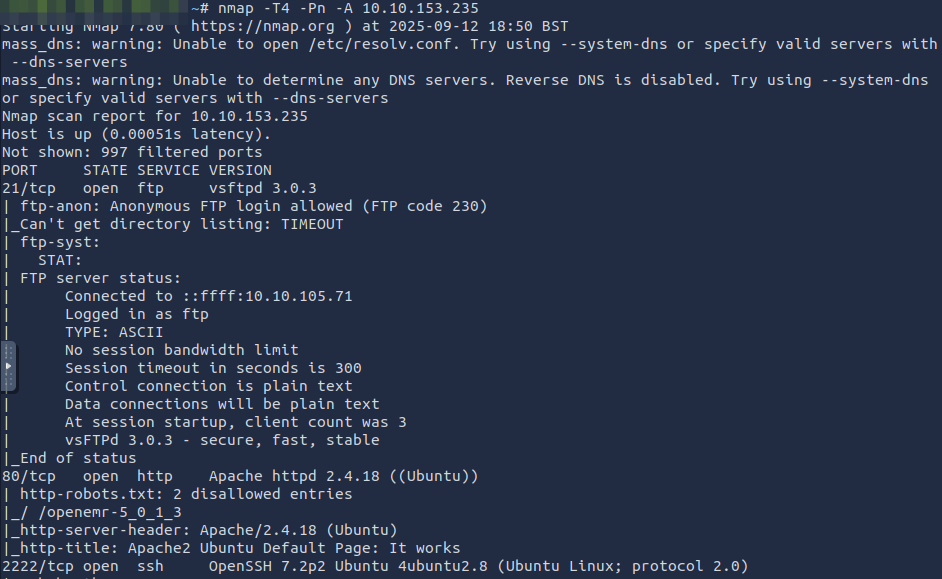 ~# nmap -T4 -Pn -A 10.10.153.235
Starting Nmap 7.80 ( https://nmap.org ) at 2025-09-12 18:50 BST
mass_dns: warning: Unable to open /etc/resolv.conf. Try using --system-dns or specify valid servers with
 --dns-servers
mass_dns: warning: Unable to determine any DNS servers. Reverse DNS is disabled. Try using --system-dns
or specify valid servers with --dns-servers
Nmap scan report for 10.10.153.235
Host is up (0.00051s latency).
Not shown: 997 filtered ports
PORT     STATE SERVICE VERSION
21/tcp   open  ftp     vsftpd 3.0.3
| ftp-anon: Anonymous FTP login allowed (FTP code 230)
|_Can't get directory listing: TIMEOUT
| ftp-syst:
|   STAT:
| FTP server status:
|      Connected to ::ffff:10.10.105.71
|      Logged in as ftp
|      TYPE: ASCII
|      No session bandwidth limit
|      Session timeout in seconds is 300
|      Control connection is plain text
|      Data connections will be plain text
|      At session startup, client count was 3
|      vsFTPd 3.0.3 - secure, fast, stable
|_End of status
80/tcp   open  http    Apache httpd 2.4.18 ((Ubuntu))
| http-robots.txt: 2 disallowed entries
|_/ /openemr-5_0_1_3
|_http-server-header: Apache/2.4.18 (Ubuntu)
|_http-title: Apache2 Ubuntu Default Page: It works
2222/tcp open  ssh     OpenSSH 7.2p2 Ubuntu 4ubuntu2.8 (Ubuntu Linux; protocol 2.0)